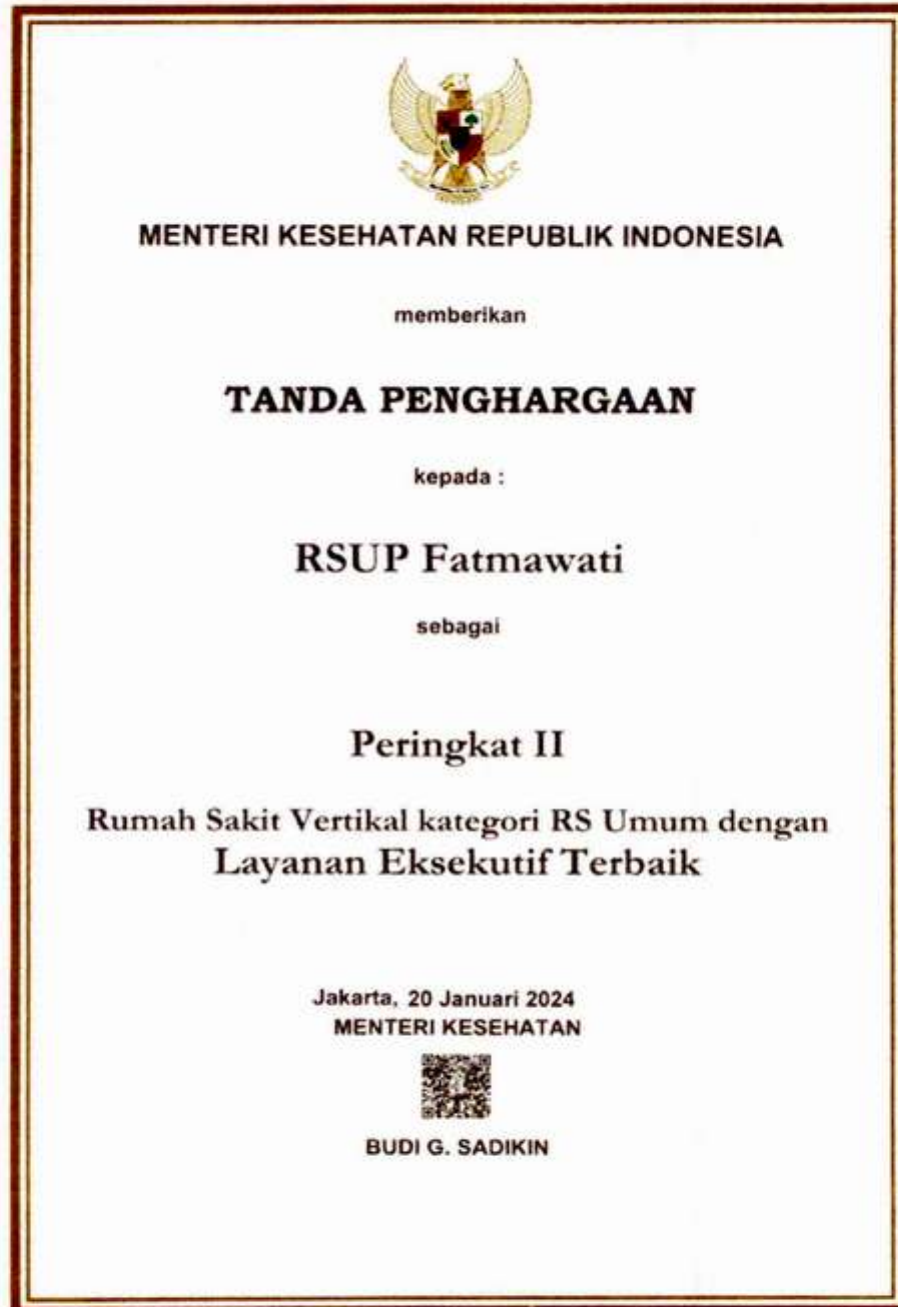 MENTERI KESEHATAN REPUBLIK INDONESIA
memberikan
TANDA PENGHARGAAN
kepada :
RSUP Fatmawati
sebagai
Peringkat II
Rumah Sakit Vertikal kategori RS Umum dengan
Layanan Eksekutif Terbaik
Jakarta, 20 Januari 2024
MENTERI KESEHATAN
BUDI G. SADIKIN